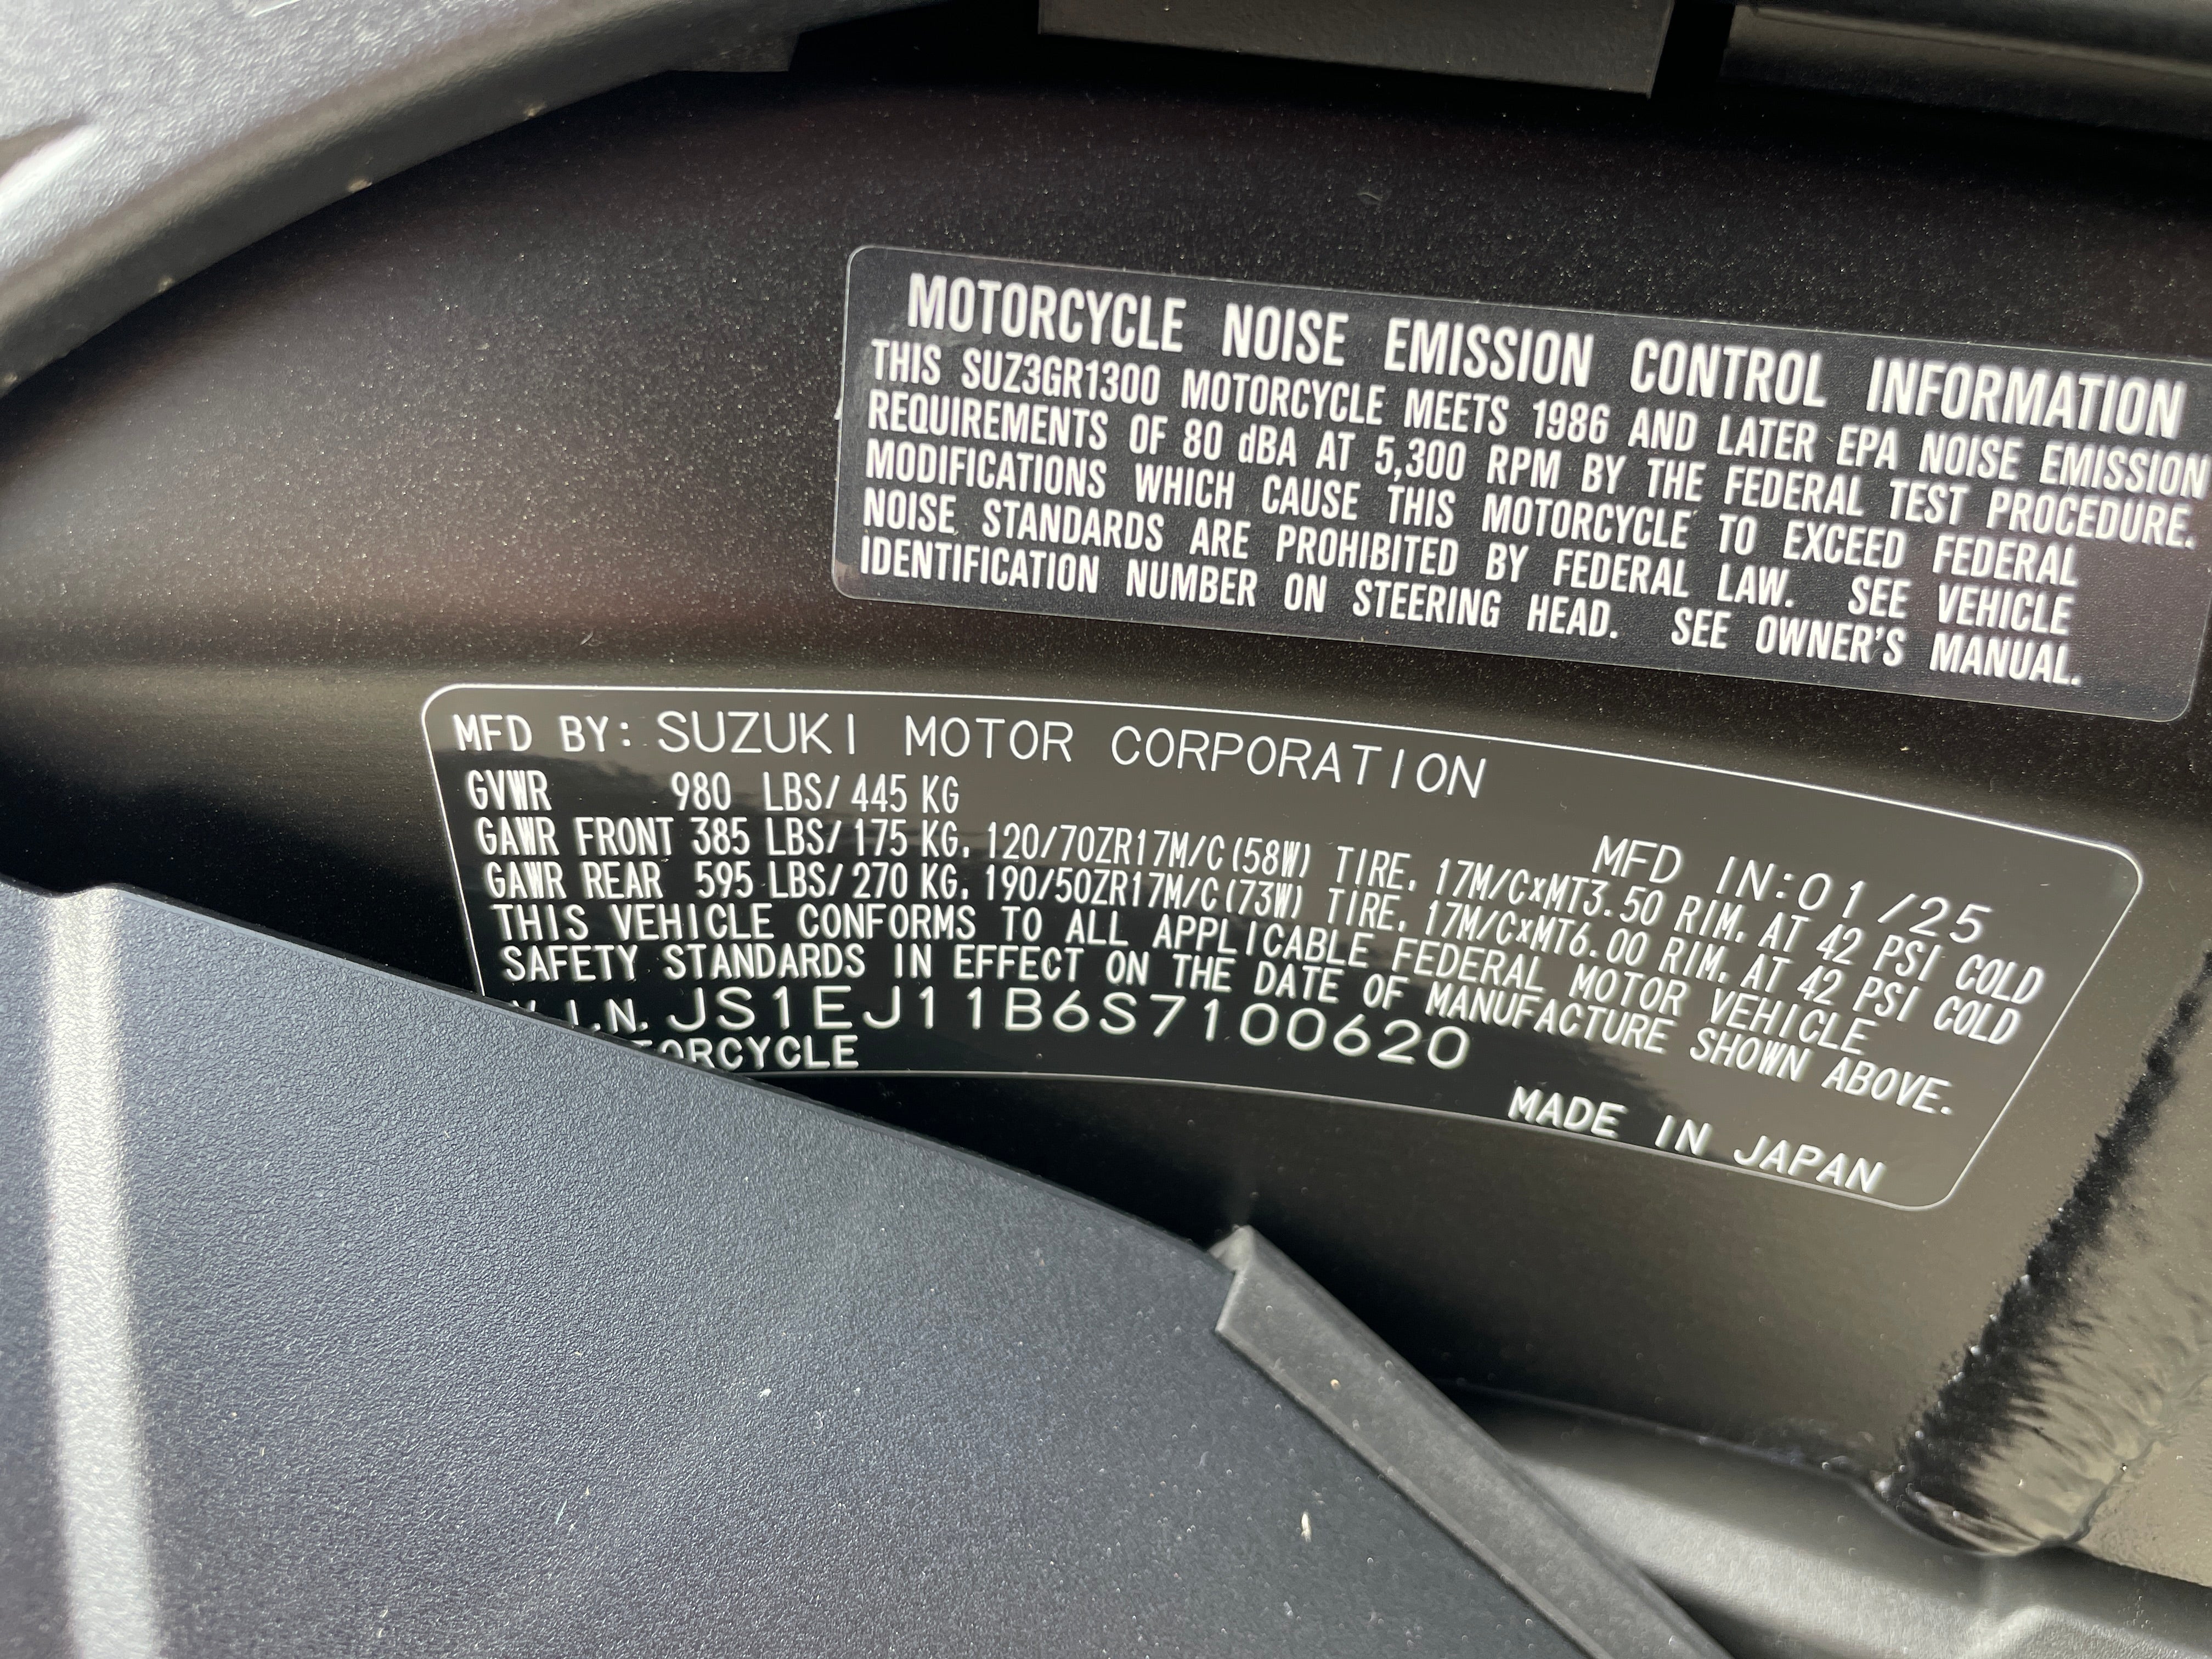 MOTORCYCLE NOISE EMISSION CONTROL INFORMATION
THIS SUZ3GR1300 MOTORCYCLE MEETS 1986 AND LATER EPA NOISE EMISSION
REQUIREMENTS OF 80 dBA AT 5,300 RPM BY THE FEDERAL TEST PROCEDURE.
MODIFICATIONS WHICH CAUSE THIS MOTORCYCLE TO EXCEED FEDERAL
NOISE STANDARDS ARE PROHIBITED BY FEDERAL LAW. SEE VEHICLE
IDENTIFICATION NUMBER ON STEERING HEAD. SEE OWNER'S MANUAL.
MFD BY: SUZUKI MOTOR CORPORATION
MFD IN:01/25
GVWR 980 LBS/ 445 KG
GAWR FRONT 385 LBS/ 175 KG, 120/70ZR17M/C(58W) TIRE, 17M/CxMT3.50 RIM, AT 42 PSI COLD
GAWR REAR 595 LBS/ 270 KG, 190/50ZR17M/C(73W) TIRE, 17M/CxMT6.00 RIM, AT 42 PSI COLD
THIS VEHICLE CONFORMS TO ALL APPLICABLE FEDERAL MOTOR VEHICLE
SAFETY STANDARDS IN EFFECT ON THE DATE OF MANUFACTURE SHOWN ABOVE.
V.I.N. JS1EJ11B6S7100620
ORCYCLE
MADE IN JAPAN